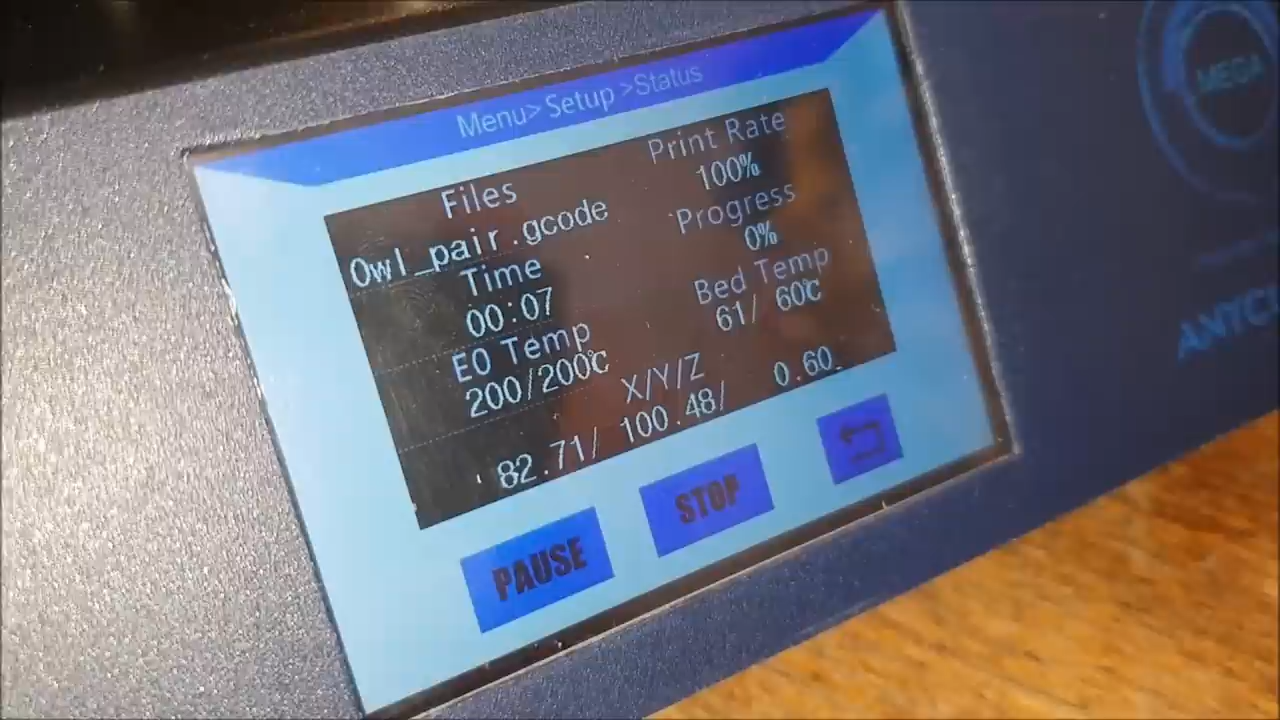 Menu> Setup >Status
Files
Owl_pair.gcode
Print Rate
100%
Time
00:07
Progress
0%
E0 Temp
200/200℃
Bed Temp
61/ 60℃
X/Y/Z
82.71/ 100.48/ 0.60
PAUSE
STOP
MEGA
ANYC